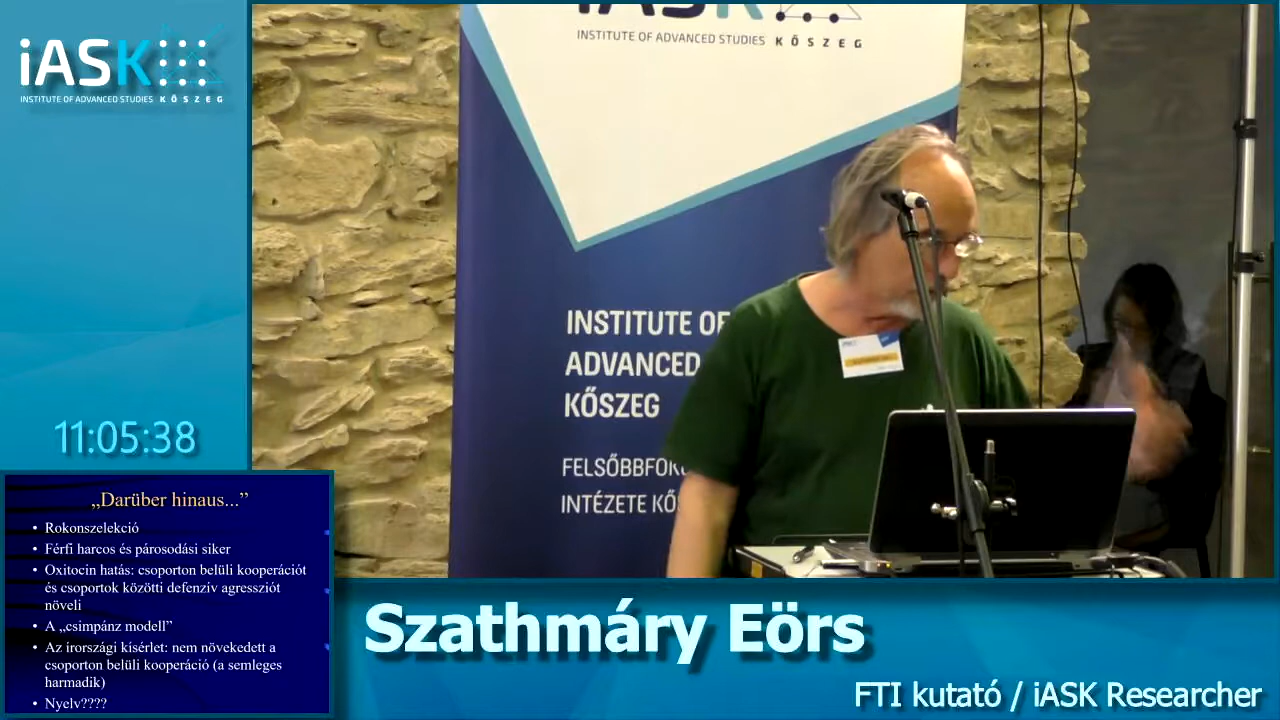 iASK
INSTITUTE OF ADVANCED STUDIES KŐSZEG
iASK
INSTITUTE OF ADVANCED STUDIES KŐSZEG
INSTITUTE OF
ADVANCED
KŐSZEG
FELSŐBBFOKÚ
INTÉZETE
11:05:38
„Darüber hinaus...”
• Rokonszelekció
• Férfi harcos és párosodási siker
• Oxitocin hatás: csoporton belüli kooperációt
és csoportok közötti defenzív agressziót
növeli
• A „csimpánz modell”
• Az írországi kísérlet: nem növekedett a
csoporton belüli kooperáció (a semleges
harmadik)
• Nyelv????
Szathmáry Eörs
FTI kutató / iASK Researcher